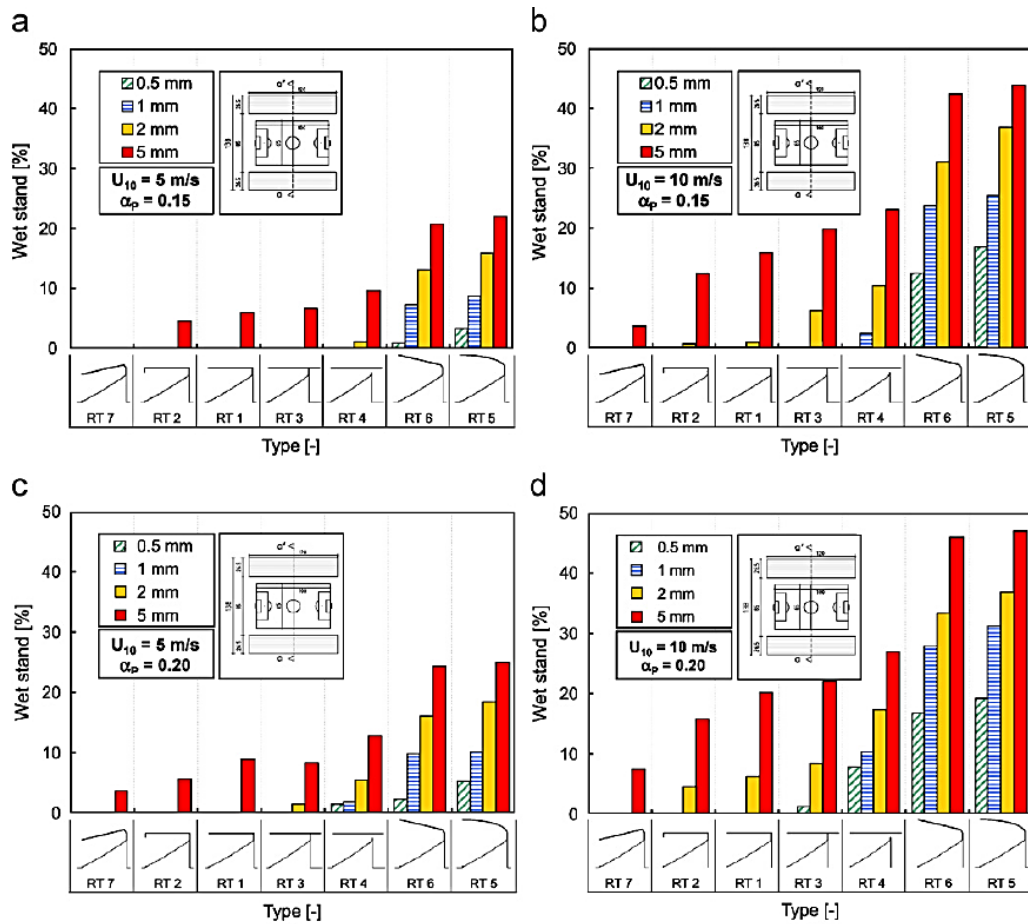 a
50
40
30
20
10
0
Wet stand [%]
0.5 mm
1 mm
2 mm
5 mm
U10 = 5 m/s
αP = 0.15
a' <
a <
RT 7
RT 2
RT 1
RT 3
RT 4
RT 6
RT 5
Type [-]
b
50
40
30
20
10
0
Wet stand [%]
0.5 mm
1 mm
2 mm
5 mm
U10 = 10 m/s
αP = 0.15
a' <
120
a <
RT 7
RT 2
RT 1
RT 3
RT 4
RT 6
RT 5
Type [-]
c
50
40
30
20
10
0
Wet stand [%]
0.5 mm
1 mm
2 mm
5 mm
U10 = 5 m/s
αP = 0.20
a' <
a <
RT 7
RT 2
RT 1
RT 3
RT 4
RT 6
RT 5
Type [-]
d
50
40
30
20
10
0
Wet stand [%]
0.5 mm
1 mm
2 mm
5 mm
U10 = 10 m/s
αP = 0.20
a' <
120
a <
RT 7
RT 2
RT 1
RT 3
RT 4
RT 6
RT 5
Type [-]